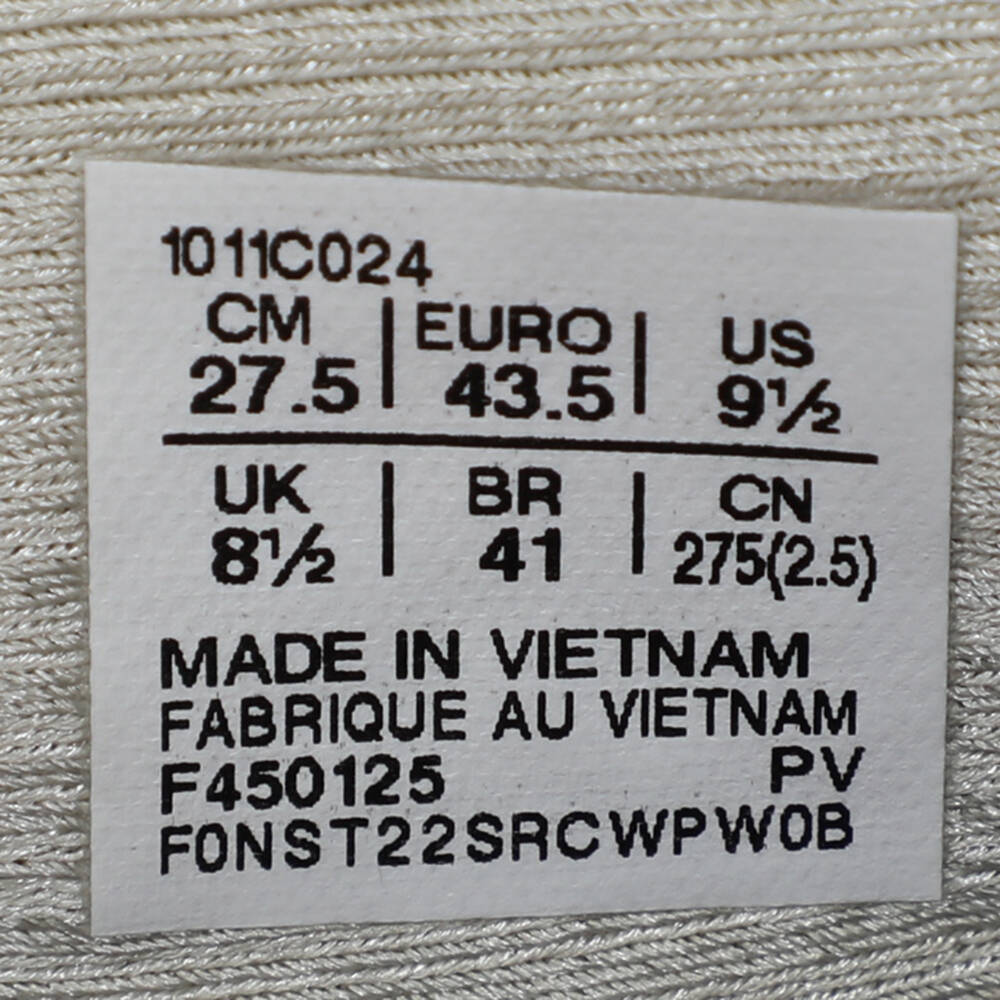 1011C024
CM | EURO | US
27.5 | 43.5 | 9½
UK | BR | CN
8½ | 41 | 275(2.5)
MADE IN VIETNAM
FABRIQUE AU VIETNAM
F450125 PV
F0NST22SRCWPW0B